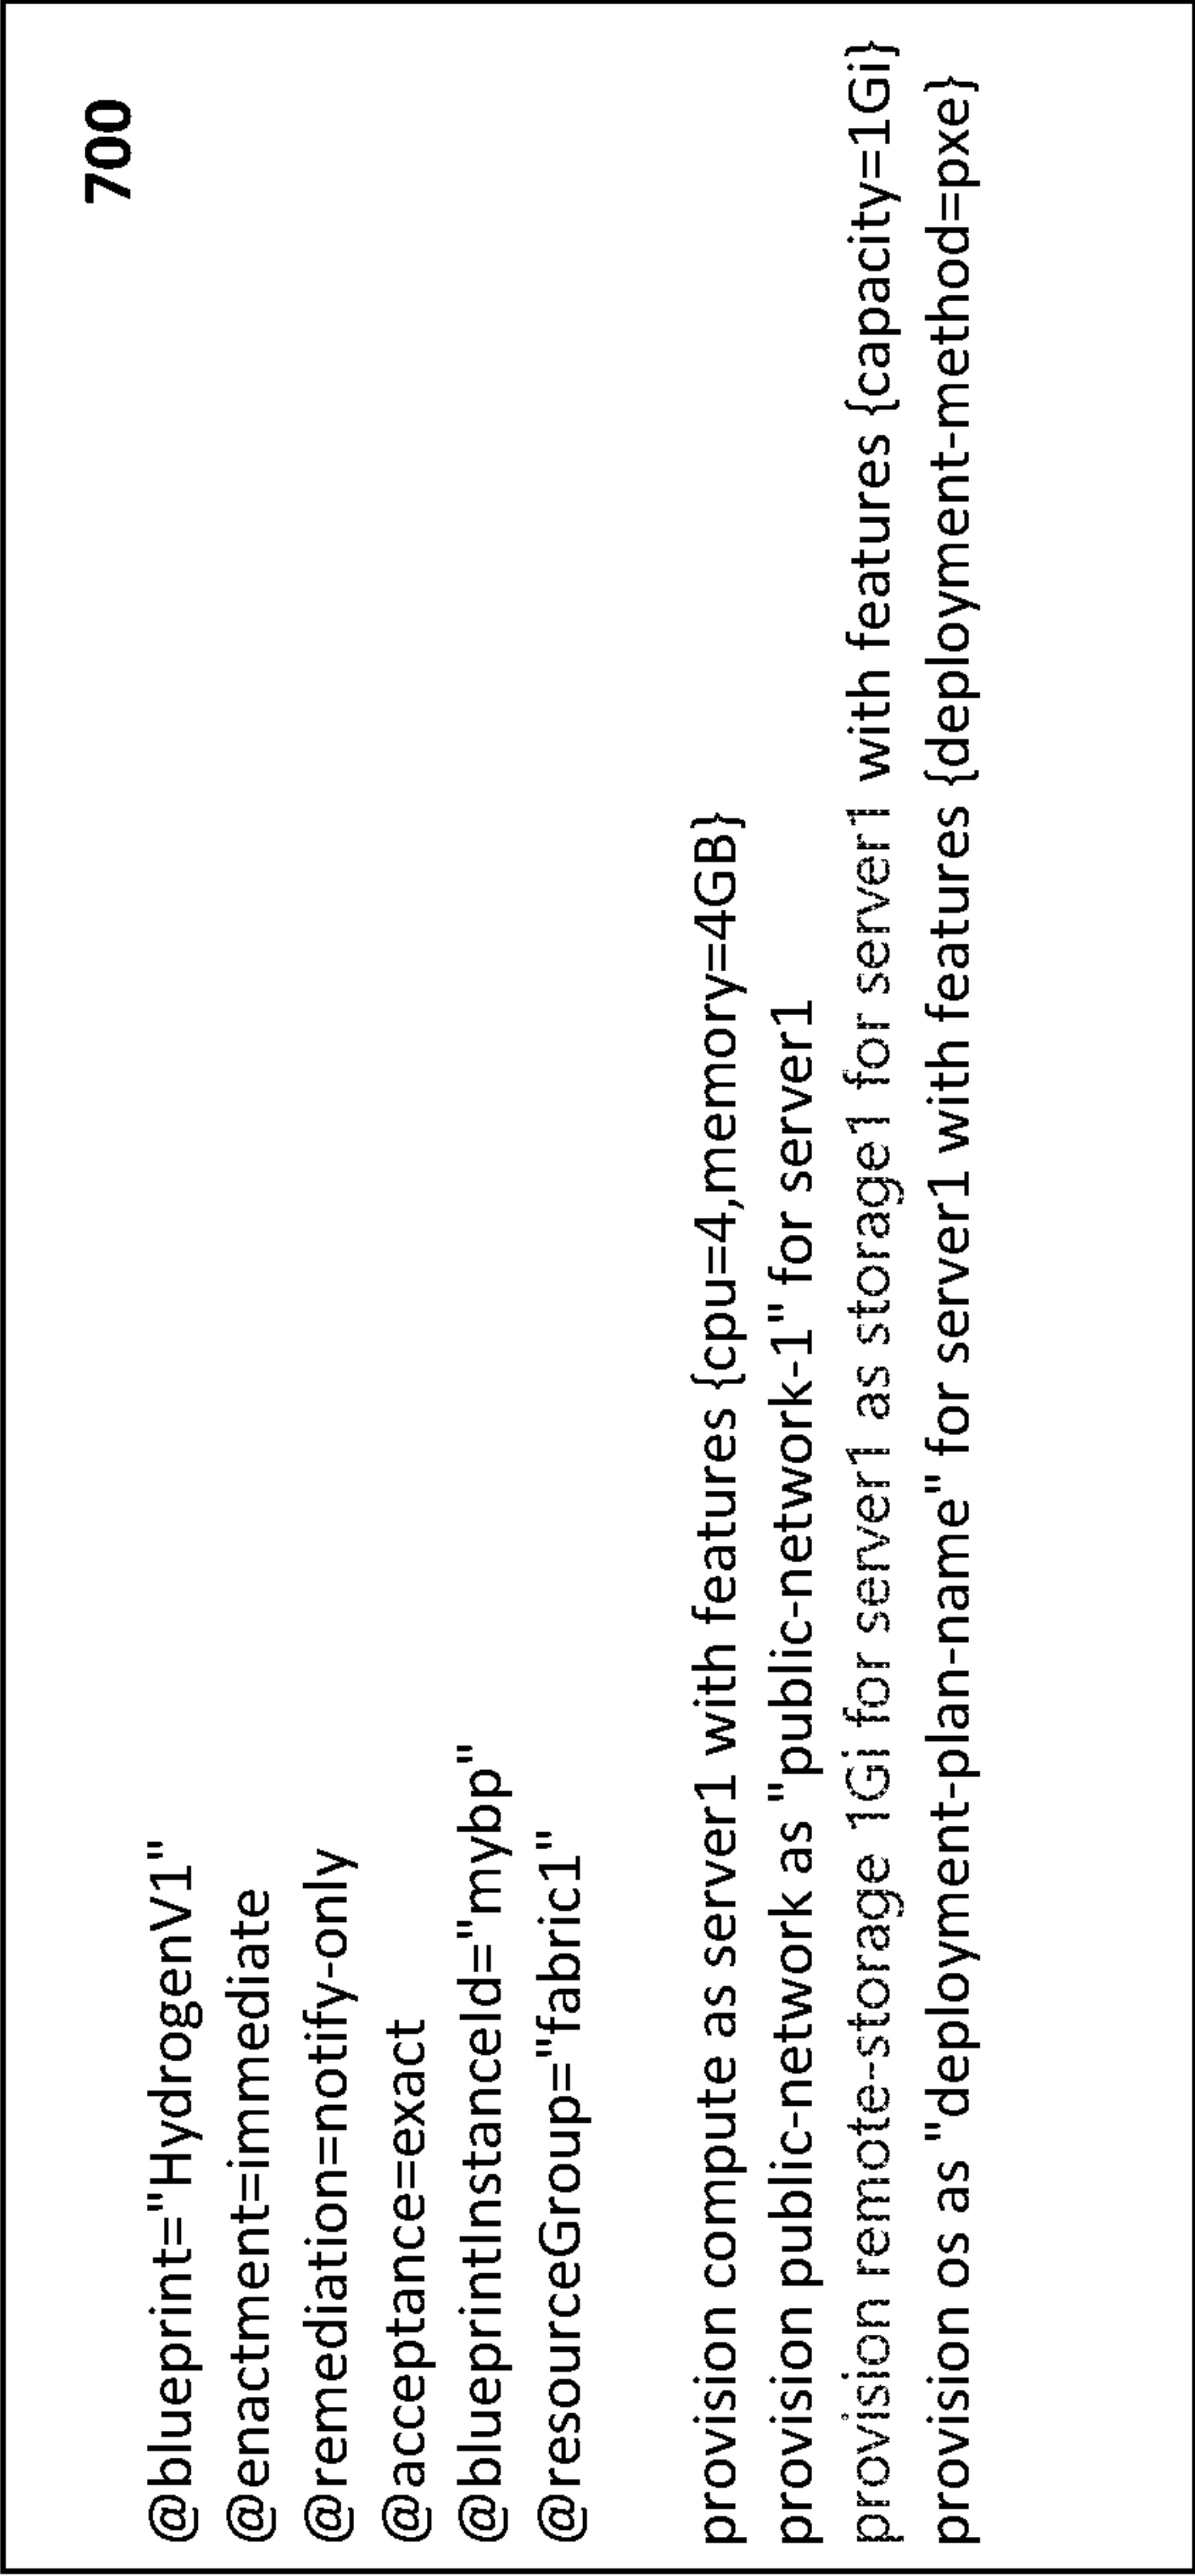 700
@blueprint="HydrogenV1"
@enactment=immediate
@remediation=notify-only
@acceptance=exact
@blueprintInstanceId="mybp"
@resourceGroup="fabric1"
provision compute as server1 with features {cpu=4,memory=4GB}
provision public-network as "public-network-1" for server1
provision remote-storage 1Gi for server1 as storage1 for server1 with features {capacity=1Gi}
provision os as "deployment-plan-name" for server1 with features {deployment-method=pxe}